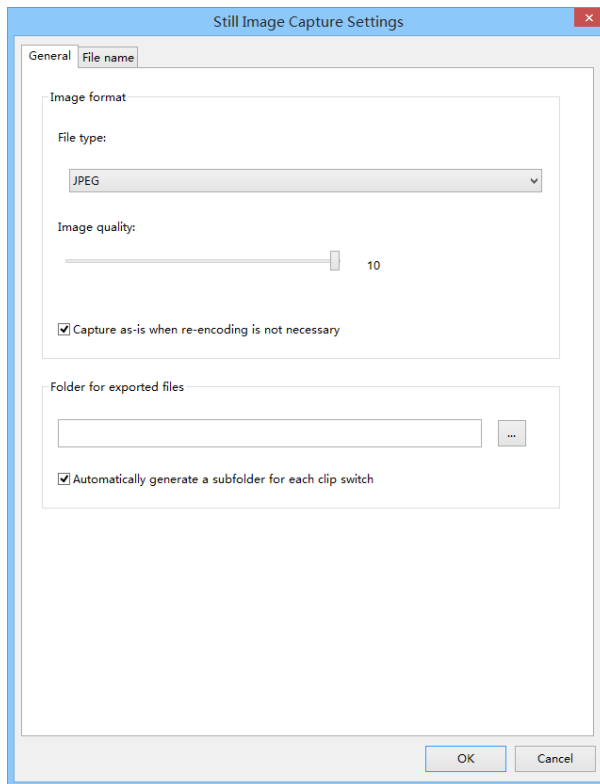 Still Image Capture Settings
General
File name
Image format
File type:
JPEG
Image quality:
10
Capture as-is when re-encoding is not necessary
Folder for exported files
...
Automatically generate a subfolder for each clip switch
OK
Cancel